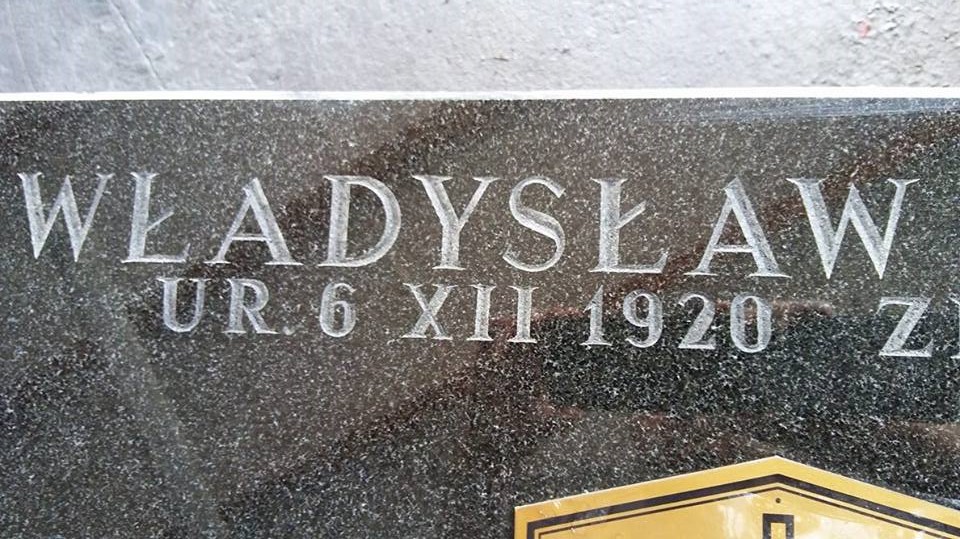 WŁADYSŁAW
UR. 6 XII 1920